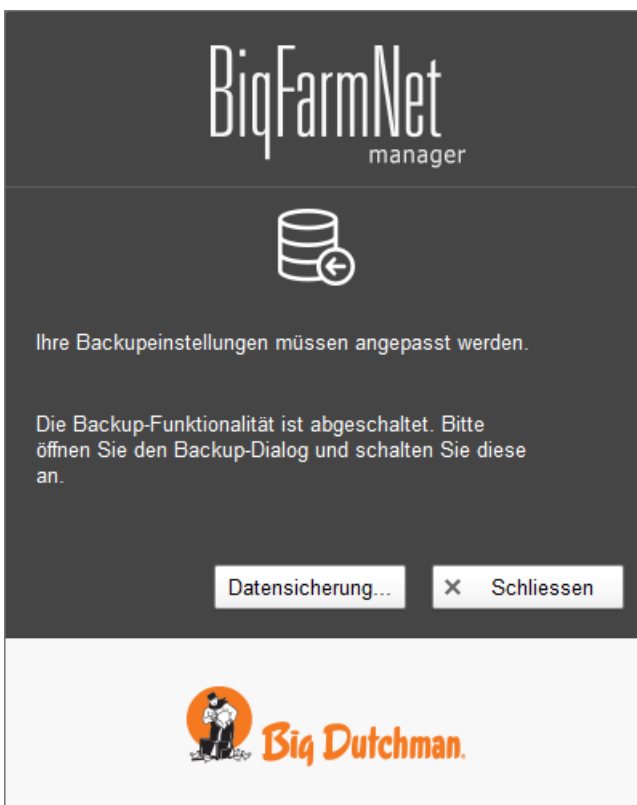 BigFarmNet
manager
Ihre Backupeinstellungen müssen angepasst werden.
Die Backup-Funktionalität ist abgeschaltet. Bitte
öffnen Sie den Backup-Dialog und schalten Sie diese
an.
Datensicherung...
Schliessen
Big Dutchman.